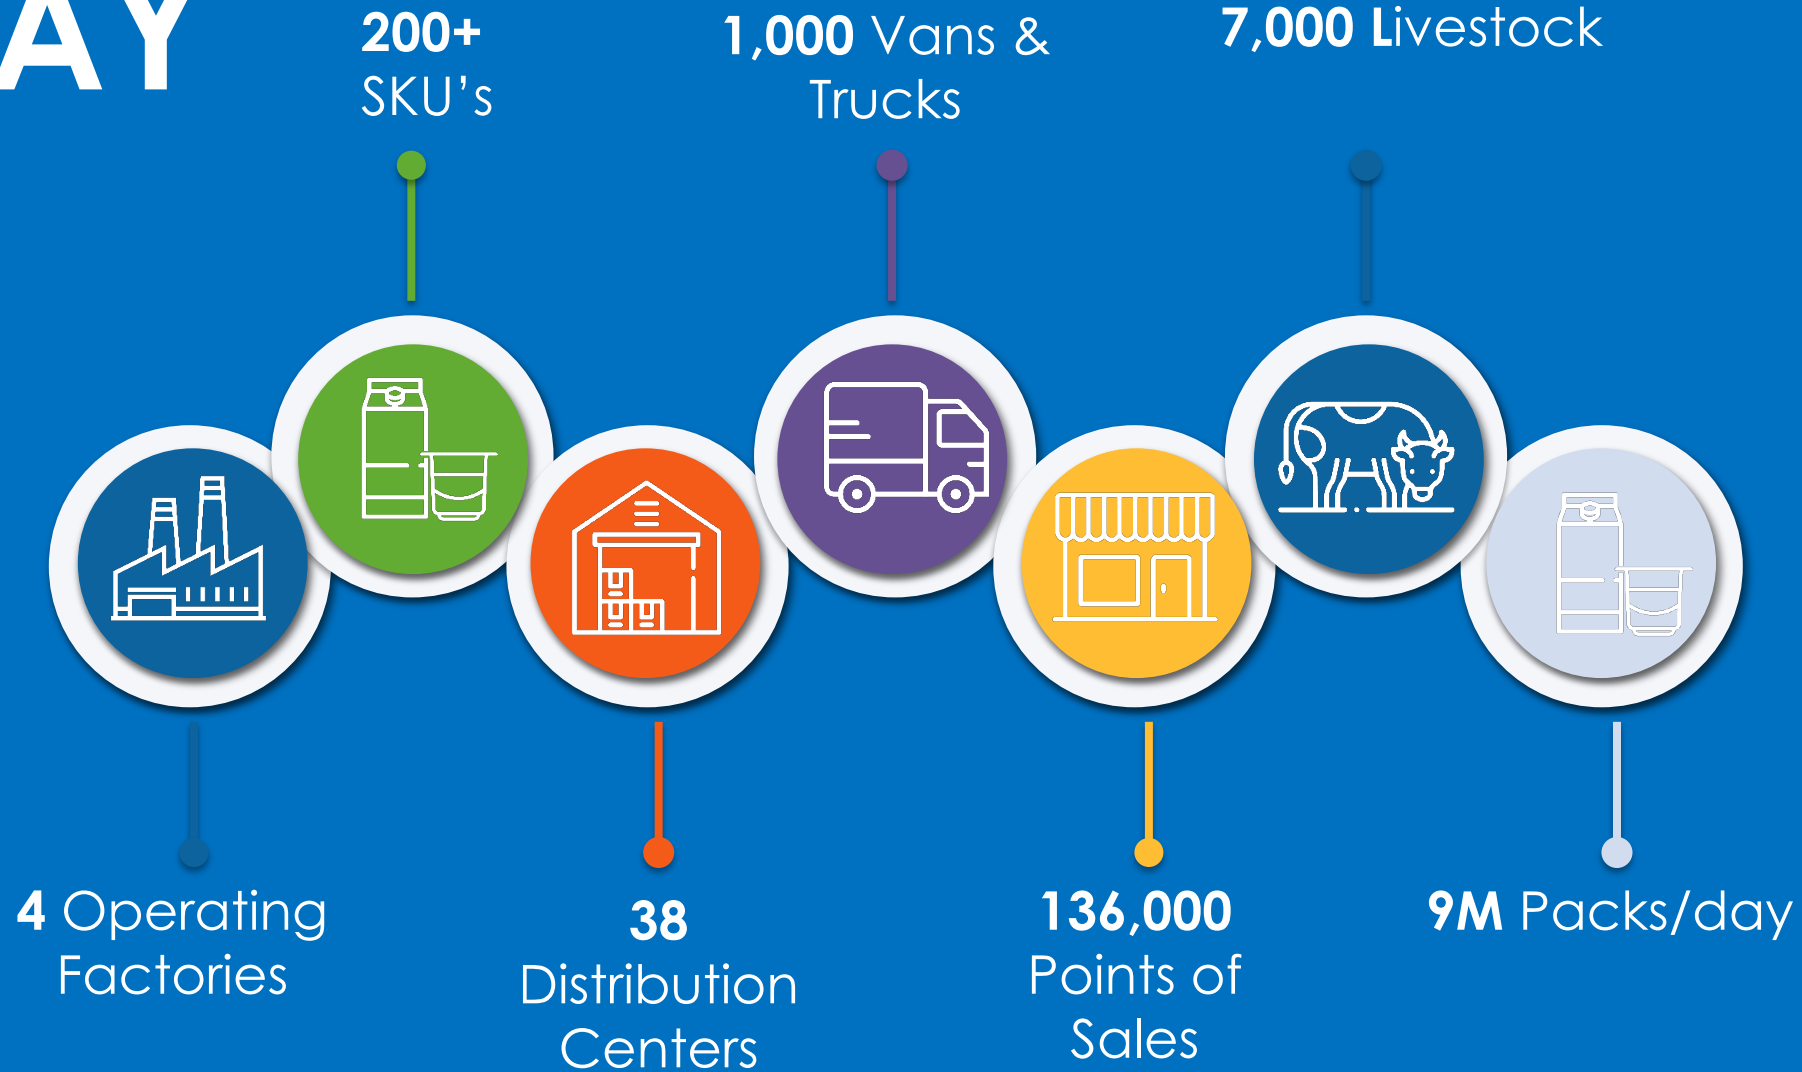 AY
200+
SKU's
1,000 Vans &
Trucks
7,000 Livestock
4 Operating
Factories
38
Distribution
Centers
136,000
Points of
Sales
9M Packs/day